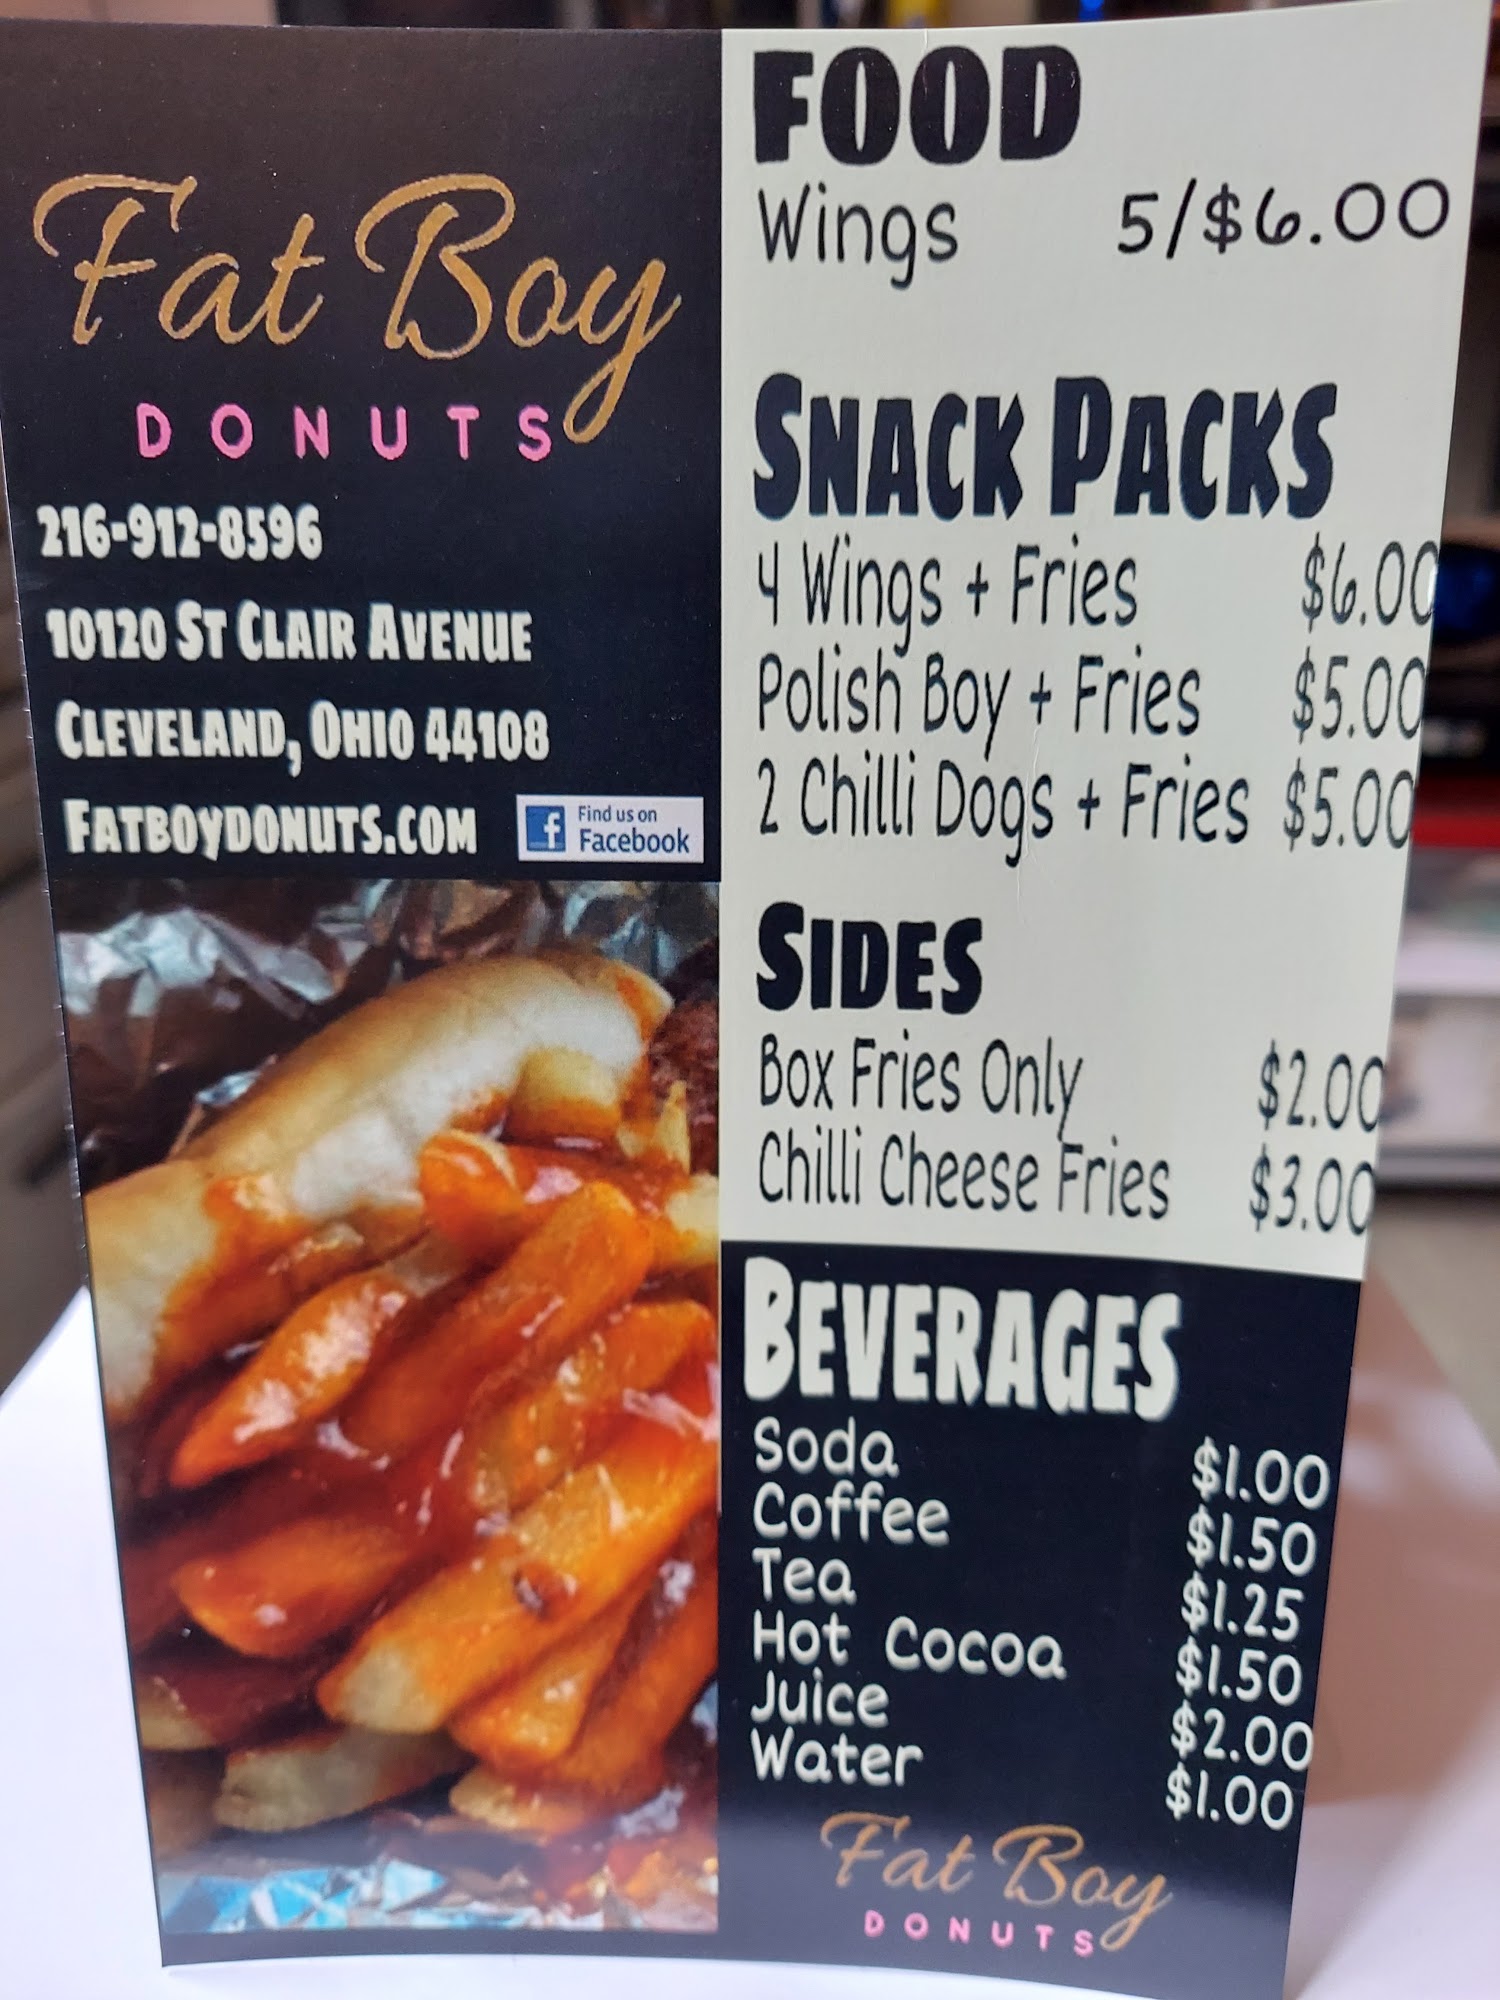 Fat Boy
DONUTS
216-912-8596
10120 ST CLAIR AVENUE
CLEVELAND, OHIO 44108
FATBOYDONUTS.COM
Find us on
Facebook
FOOD
Wings 5/$6.00
SNACK PACKS
4 Wings + Fries $6.00
Polish Boy + Fries $5.00
2 Chilli Dogs + Fries $5.00
SIDES
Box Fries Only $2.00
Chilli Cheese Fries $3.00
BEVERAGES
Soda $1.00
Coffee $1.50
Tea $1.25
Hot Cocoa $1.50
Juice $2.00
Water $1.00
Fat Boy
DONUTS